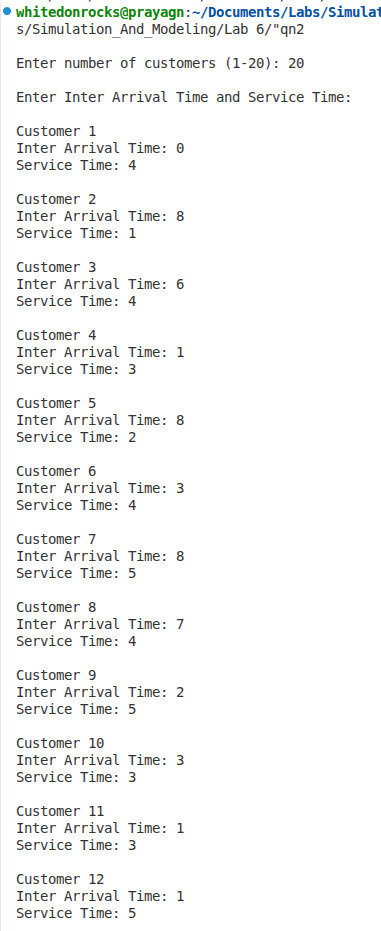 whitedonrocks@prayagn:~/Documents/Labs/Simulat
s/Simulation_And_Modeling/Lab 6/"qn2
Enter number of customers (1-20): 20
Enter Inter Arrival Time and Service Time:
Customer 1
Inter Arrival Time: 0
Service Time: 4
Customer 2
Inter Arrival Time: 8
Service Time: 1
Customer 3
Inter Arrival Time: 6
Service Time: 4
Customer 4
Inter Arrival Time: 1
Service Time: 3
Customer 5
Inter Arrival Time: 8
Service Time: 2
Customer 6
Inter Arrival Time: 3
Service Time: 4
Customer 7
Inter Arrival Time: 8
Service Time: 5
Customer 8
Inter Arrival Time: 7
Service Time: 4
Customer 9
Inter Arrival Time: 2
Service Time: 5
Customer 10
Inter Arrival Time: 3
Service Time: 3
Customer 11
Inter Arrival Time: 1
Service Time: 3
Customer 12
Inter Arrival Time: 1
Service Time: 5